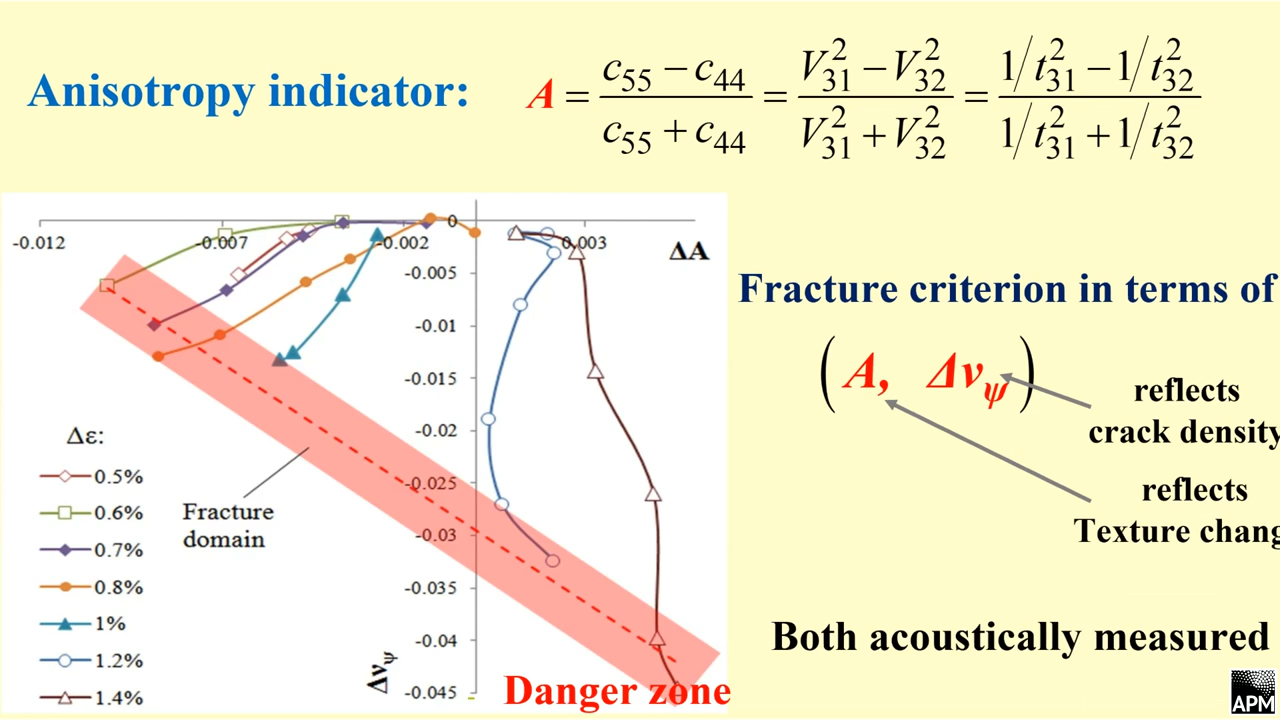 Anisotropy indicator: A = (c55 − c44)/(c55 + c44) = (V31² − V32²)/(V31² + V32²) = (1/t31² − 1/t32²)/(1/t31² + 1/t32²)
-0.012 -0.007 -0.002 0 0.003
ΔA
-0.005
-0.01
-0.015
-0.02
-0.025
-0.03
-0.035
-0.04
-0.045
Δνψ
Δε:
0.5%
0.6%
0.7%
0.8%
1%
1.2%
1.4%
Fracture
domain
Danger zone
Fracture criterion in terms of
(A, Δνψ)
reflects
crack density
reflects
Texture chang
Both acoustically measured
APM